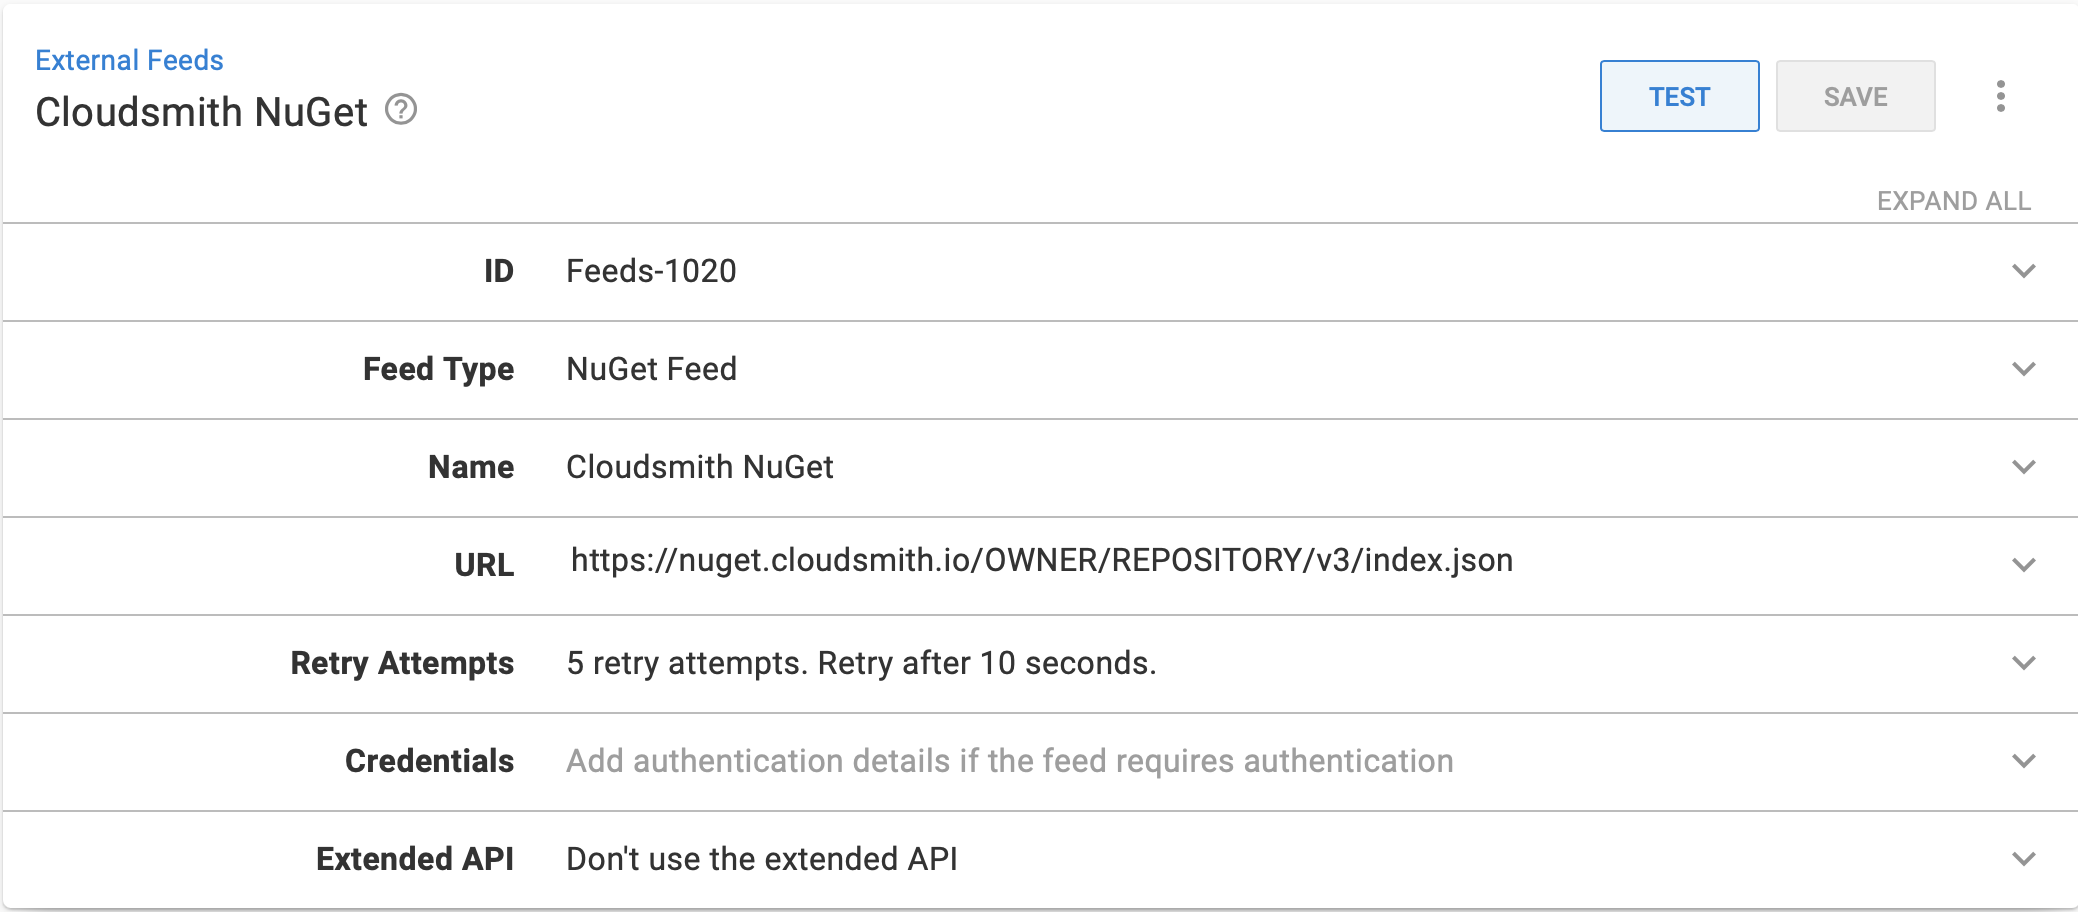 External Feeds
Cloudsmith NuGet ?
TEST
SAVE
EXPAND ALL
ID Feeds-1020
Feed Type NuGet Feed
Name Cloudsmith NuGet
URL https://nuget.cloudsmith.io/OWNER/REPOSITORY/v3/index.json
Retry Attempts 5 retry attempts. Retry after 10 seconds.
Credentials Add authentication details if the feed requires authentication
Extended API Don't use the extended API